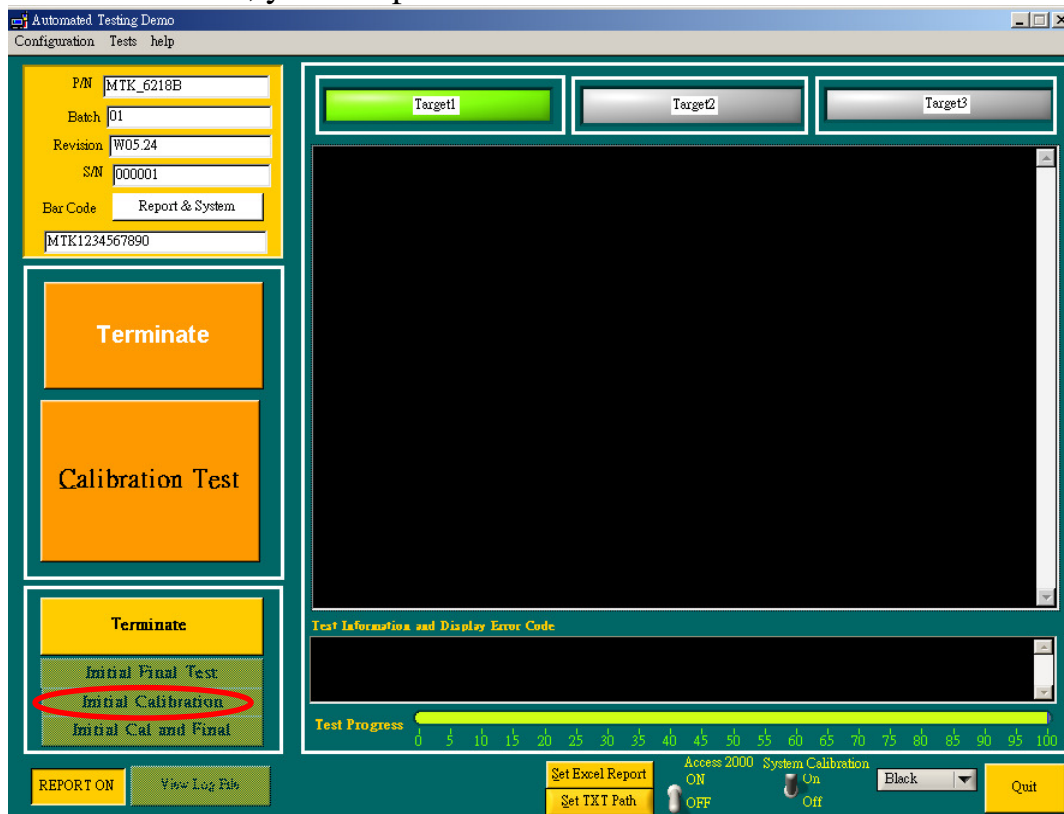 Automated Testing Demo
Configuration Tests help
P/N MTK_6218B
Batch 01
Revision W05.24
S/N 000001
Bar Code Report & System
MTK1234567890
Terminate
Calibration Test
Terminate
Initial Final Test
Initial Calibration
Initial Cal and Final
REPORT ON View Log File
Target1 Target2 Target3
Test Information and Display Error Code
Test Progress
0 5 10 15 20 25 30 35 40 45 50 55 60 65 70 75 80 85 90 95 100
Set Excel Report
Set TXT Path
Access 2000
ON
OFF
System Calibration
On
Off
Black
Quit